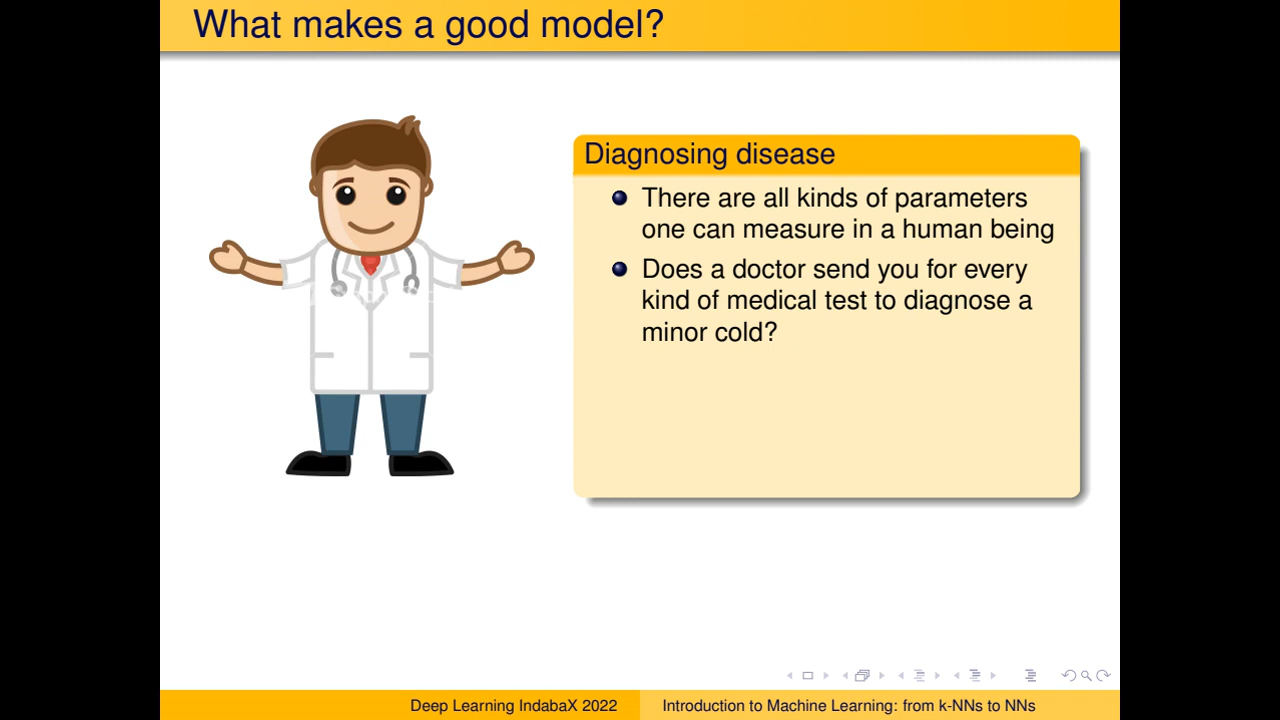 What makes a good model?
Diagnosing disease
There are all kinds of parameters
one can measure in a human being
Does a doctor send you for every
kind of medical test to diagnose a
minor cold?
Deep Learning IndabaX 2022
Introduction to Machine Learning: from k-NNs to NNs